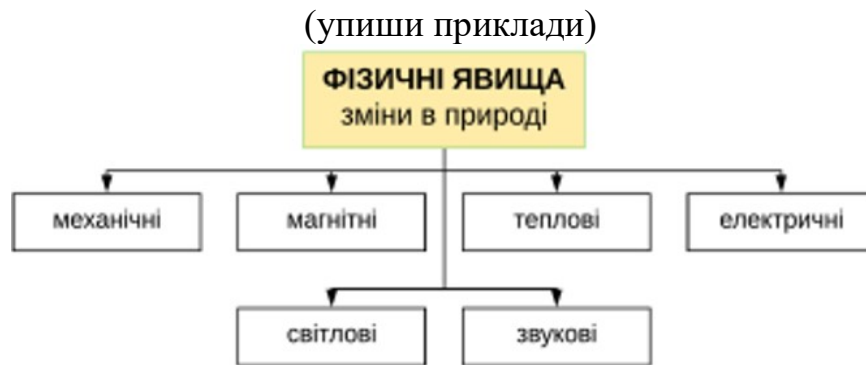 (упиши приклади)
ФІЗИЧНІ ЯВИЩА
зміни в природі
механічні
магнітні
теплові
електричні
світлові
звукові